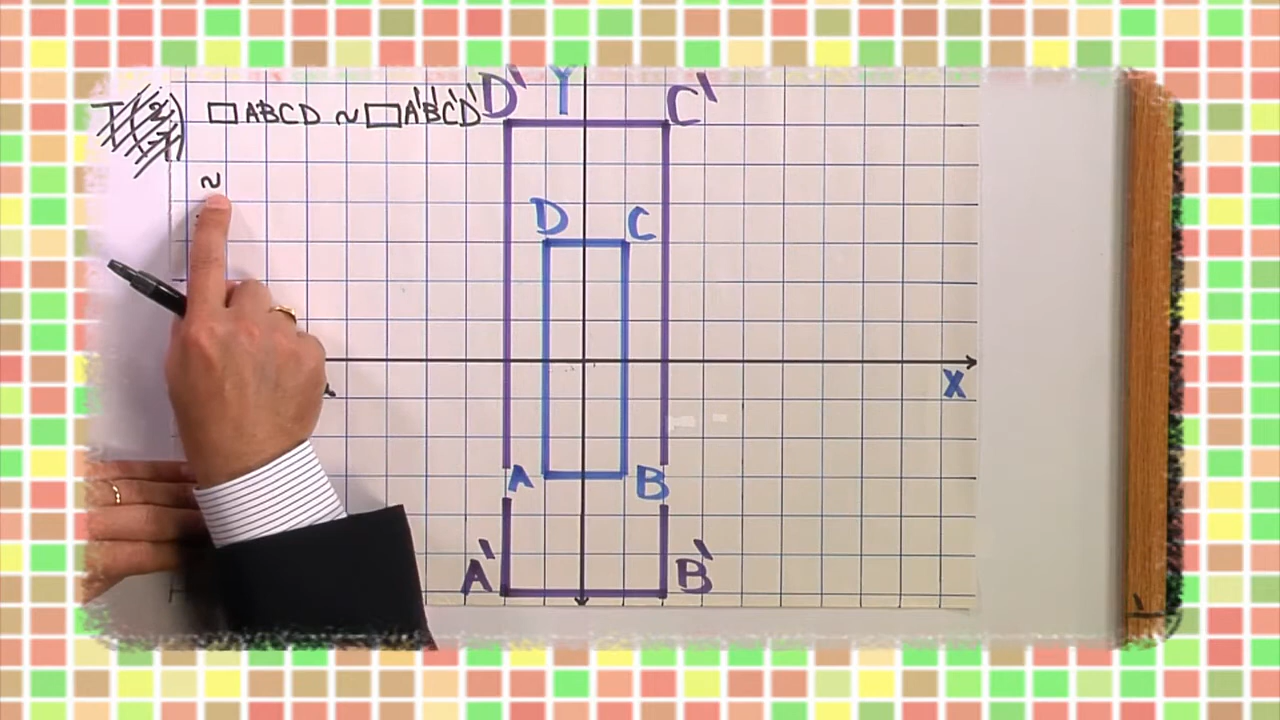 D' Y C'
▭ABCD ~ ▭A'B'C'D'
~
D C
X
A B
A' B'